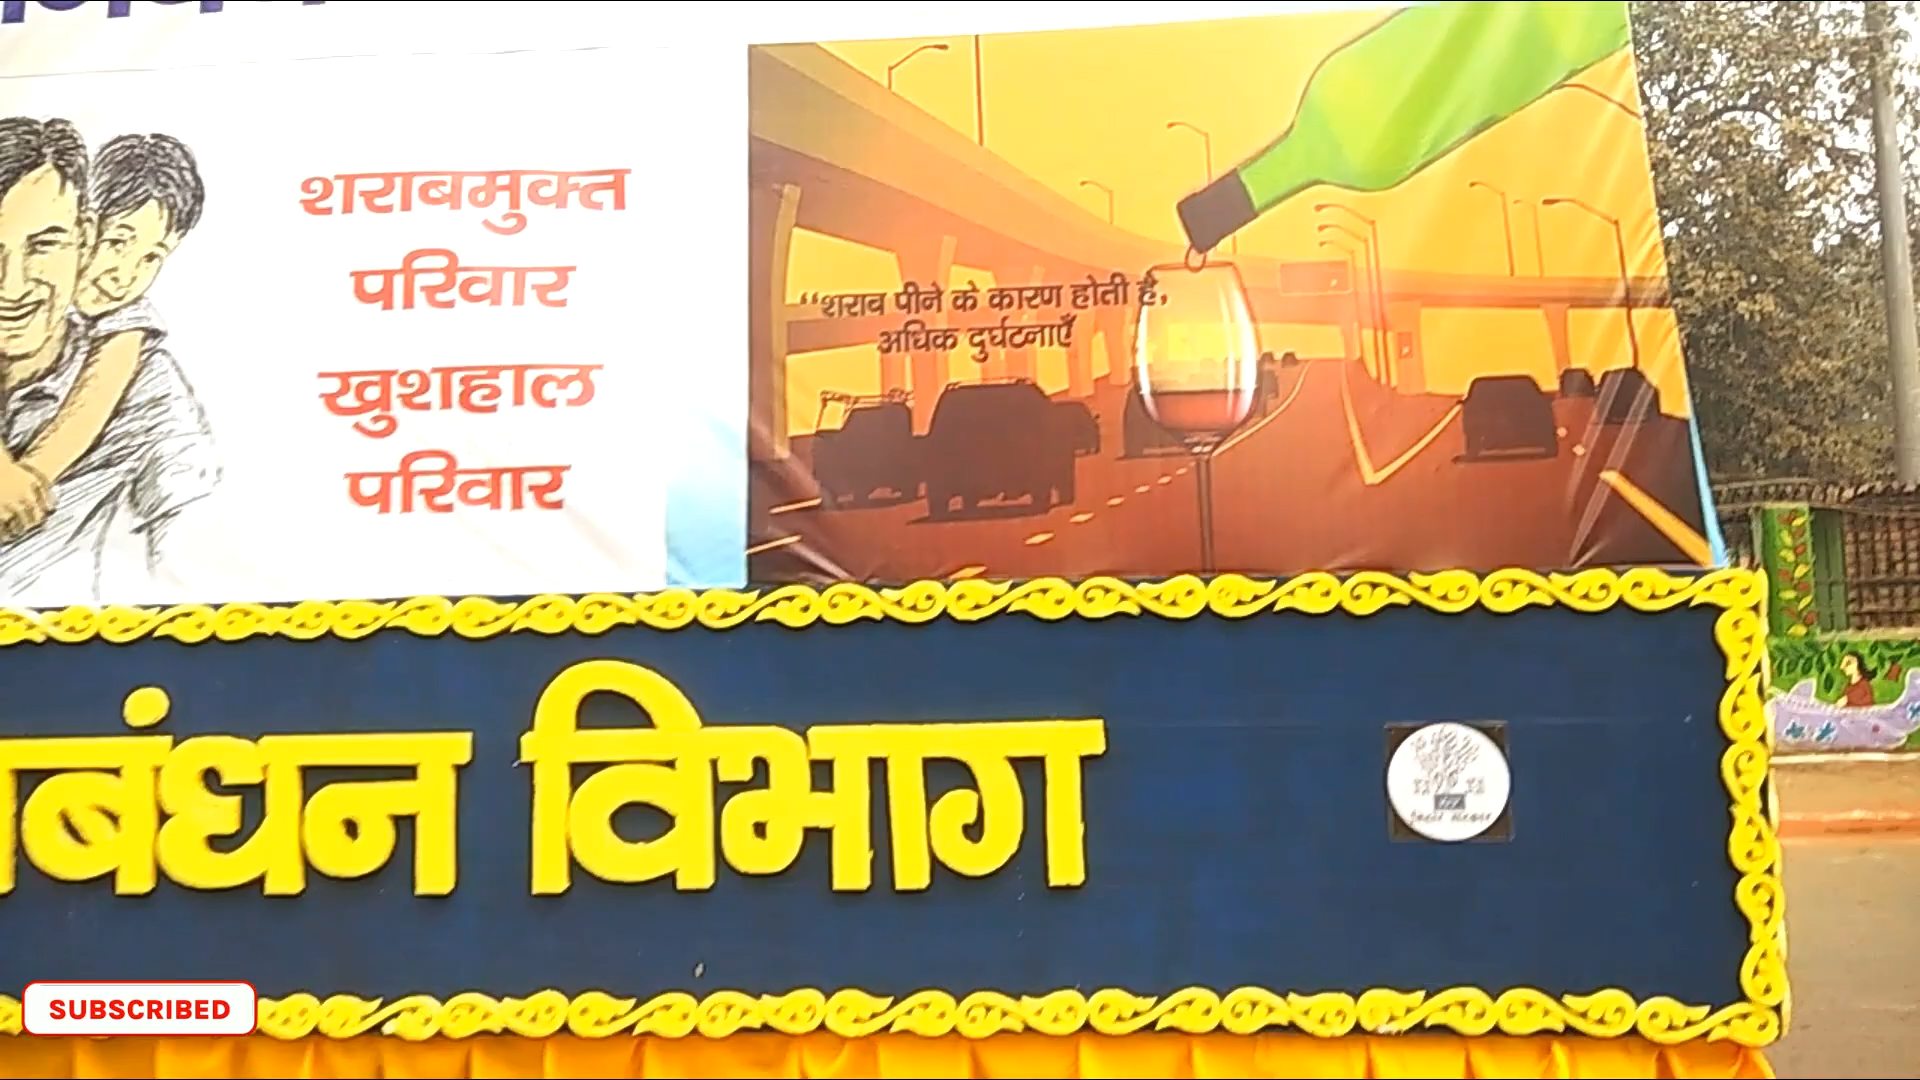 शराबमुक्त
परिवार
खुशहाल
परिवार
“शराब पीने के कारण होती है,
अधिक दुर्घटनाएँ
बंधन विभाग
SUBSCRIBED